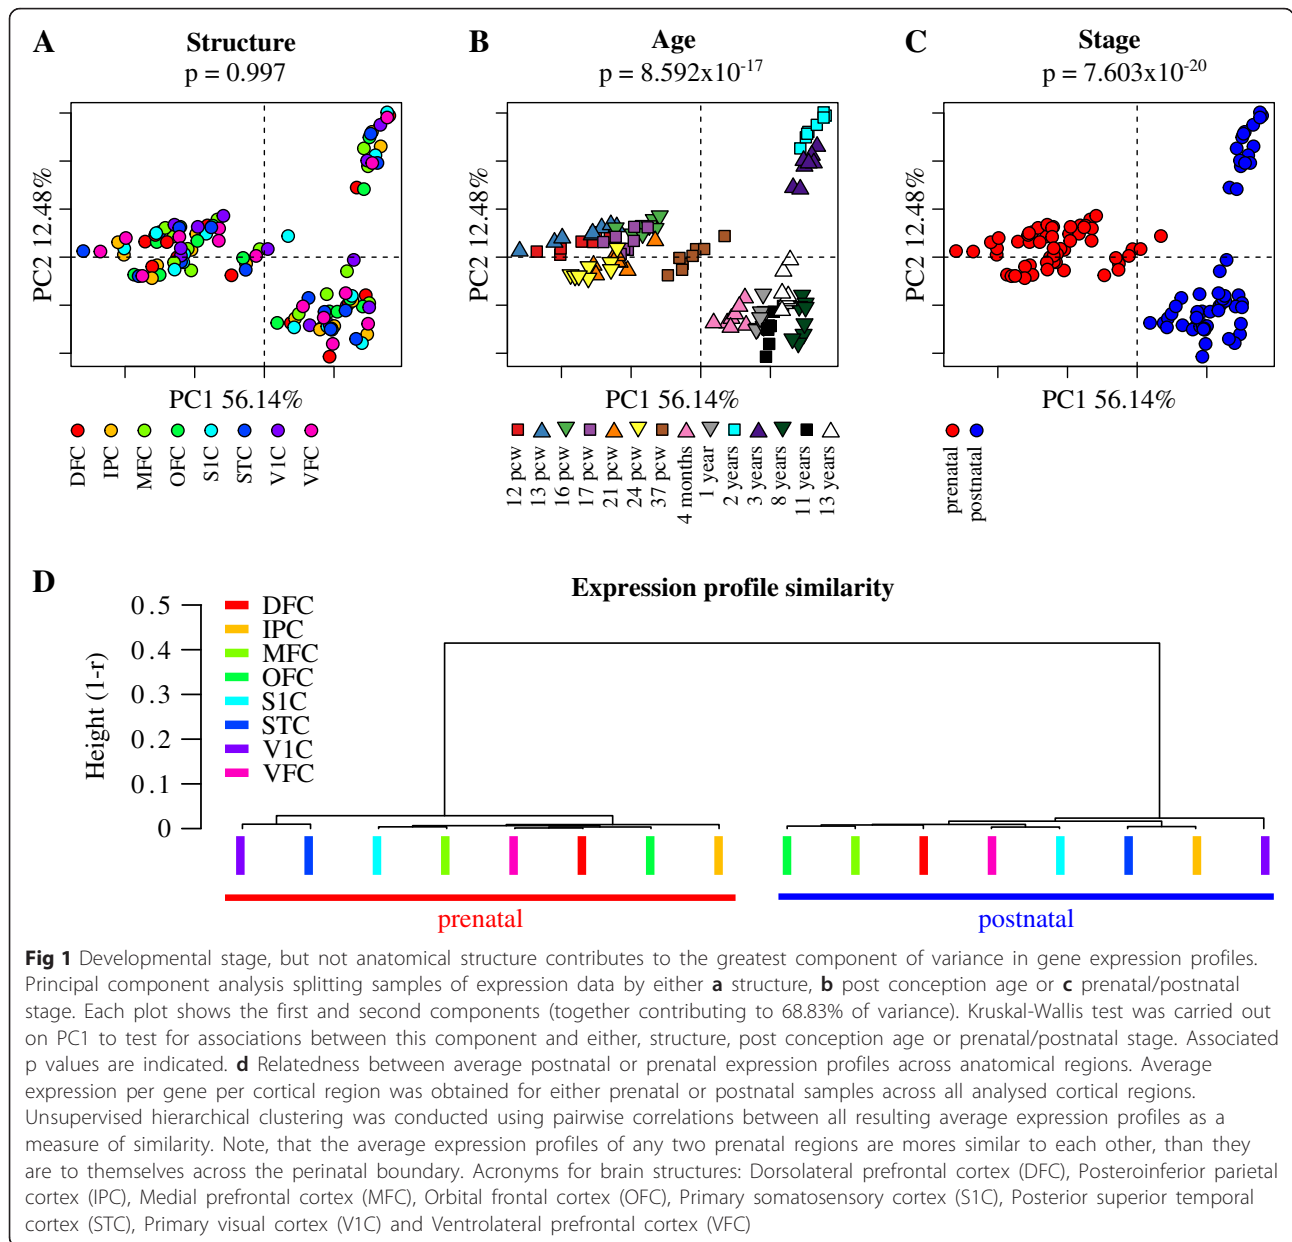 A
Structure
p = 0.997
PC2 12.48%
PC1 56.14%
DFC
IPC
MFC
OFC
S1C
STC
V1C
VFC
B
Age
p = 8.592x10-17
PC2 12.48%
PC1 56.14%
12 pcw
13 pcw
16 pcw
17 pcw
21 pcw
24 pcw
37 pcw
4 months
1 year
2 years
3 years
8 years
11 years
13 years
C
Stage
p = 7.603x10-20
PC2 12.48%
PC1 56.14%
prenatal
postnatal
D
Expression profile similarity
Height (1-r)
0.5
0.4
0.3
0.2
0.1
0
DFC
IPC
MFC
OFC
S1C
STC
V1C
VFC
prenatal
postnatal
Fig 1 Developmental stage, but not anatomical structure contributes to the greatest component of variance in gene expression profiles.
Principal component analysis splitting samples of expression data by either a structure, b post conception age or c prenatal/postnatal
stage. Each plot shows the first and second components (together contributing to 68.83% of variance). Kruskal-Wallis test was carried out
on PC1 to test for associations between this component and either, structure, post conception age or prenatal/postnatal stage. Associated
p values are indicated. d Relatedness between average postnatal or prenatal expression profiles across anatomical regions. Average
expression per gene per cortical region was obtained for either prenatal or postnatal samples across all analysed cortical regions.
Unsupervised hierarchical clustering was conducted using pairwise correlations between all resulting average expression profiles as a
measure of similarity. Note, that the average expression profiles of any two prenatal regions are mores similar to each other, than they
are to themselves across the perinatal boundary. Acronyms for brain structures: Dorsolateral prefrontal cortex (DFC), Posteroinferior parietal
cortex (IPC), Medial prefrontal cortex (MFC), Orbital frontal cortex (OFC), Primary somatosensory cortex (S1C), Posterior superior temporal
cortex (STC), Primary visual cortex (V1C) and Ventrolateral prefrontal cortex (VFC)